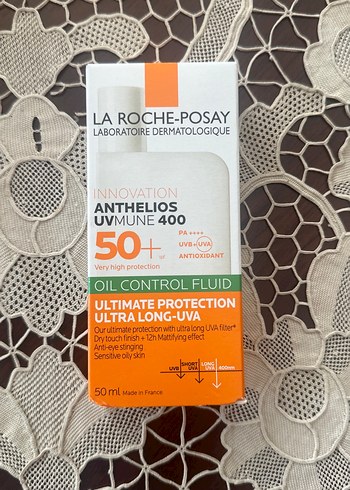 LA ROCHE-POSAY
LABORATOIRE DERMATOLOGIQUE
INNOVATION
ANTHELIOS
UVMUNE 400
50+
PA ++++
UVB+UVA
ANTIOXIDANT
Very high protection
OIL CONTROL FLUID
ULTIMATE PROTECTION
ULTRA LONG-UVA
Our ultimate protection with ultra long UVA filter*
Dry touch finish + 12h Mattifying effect
Anti-eye stinging
Sensitive oily skin
UVB SHORT UVA LONG UVA 400nm
50 ml Made in France